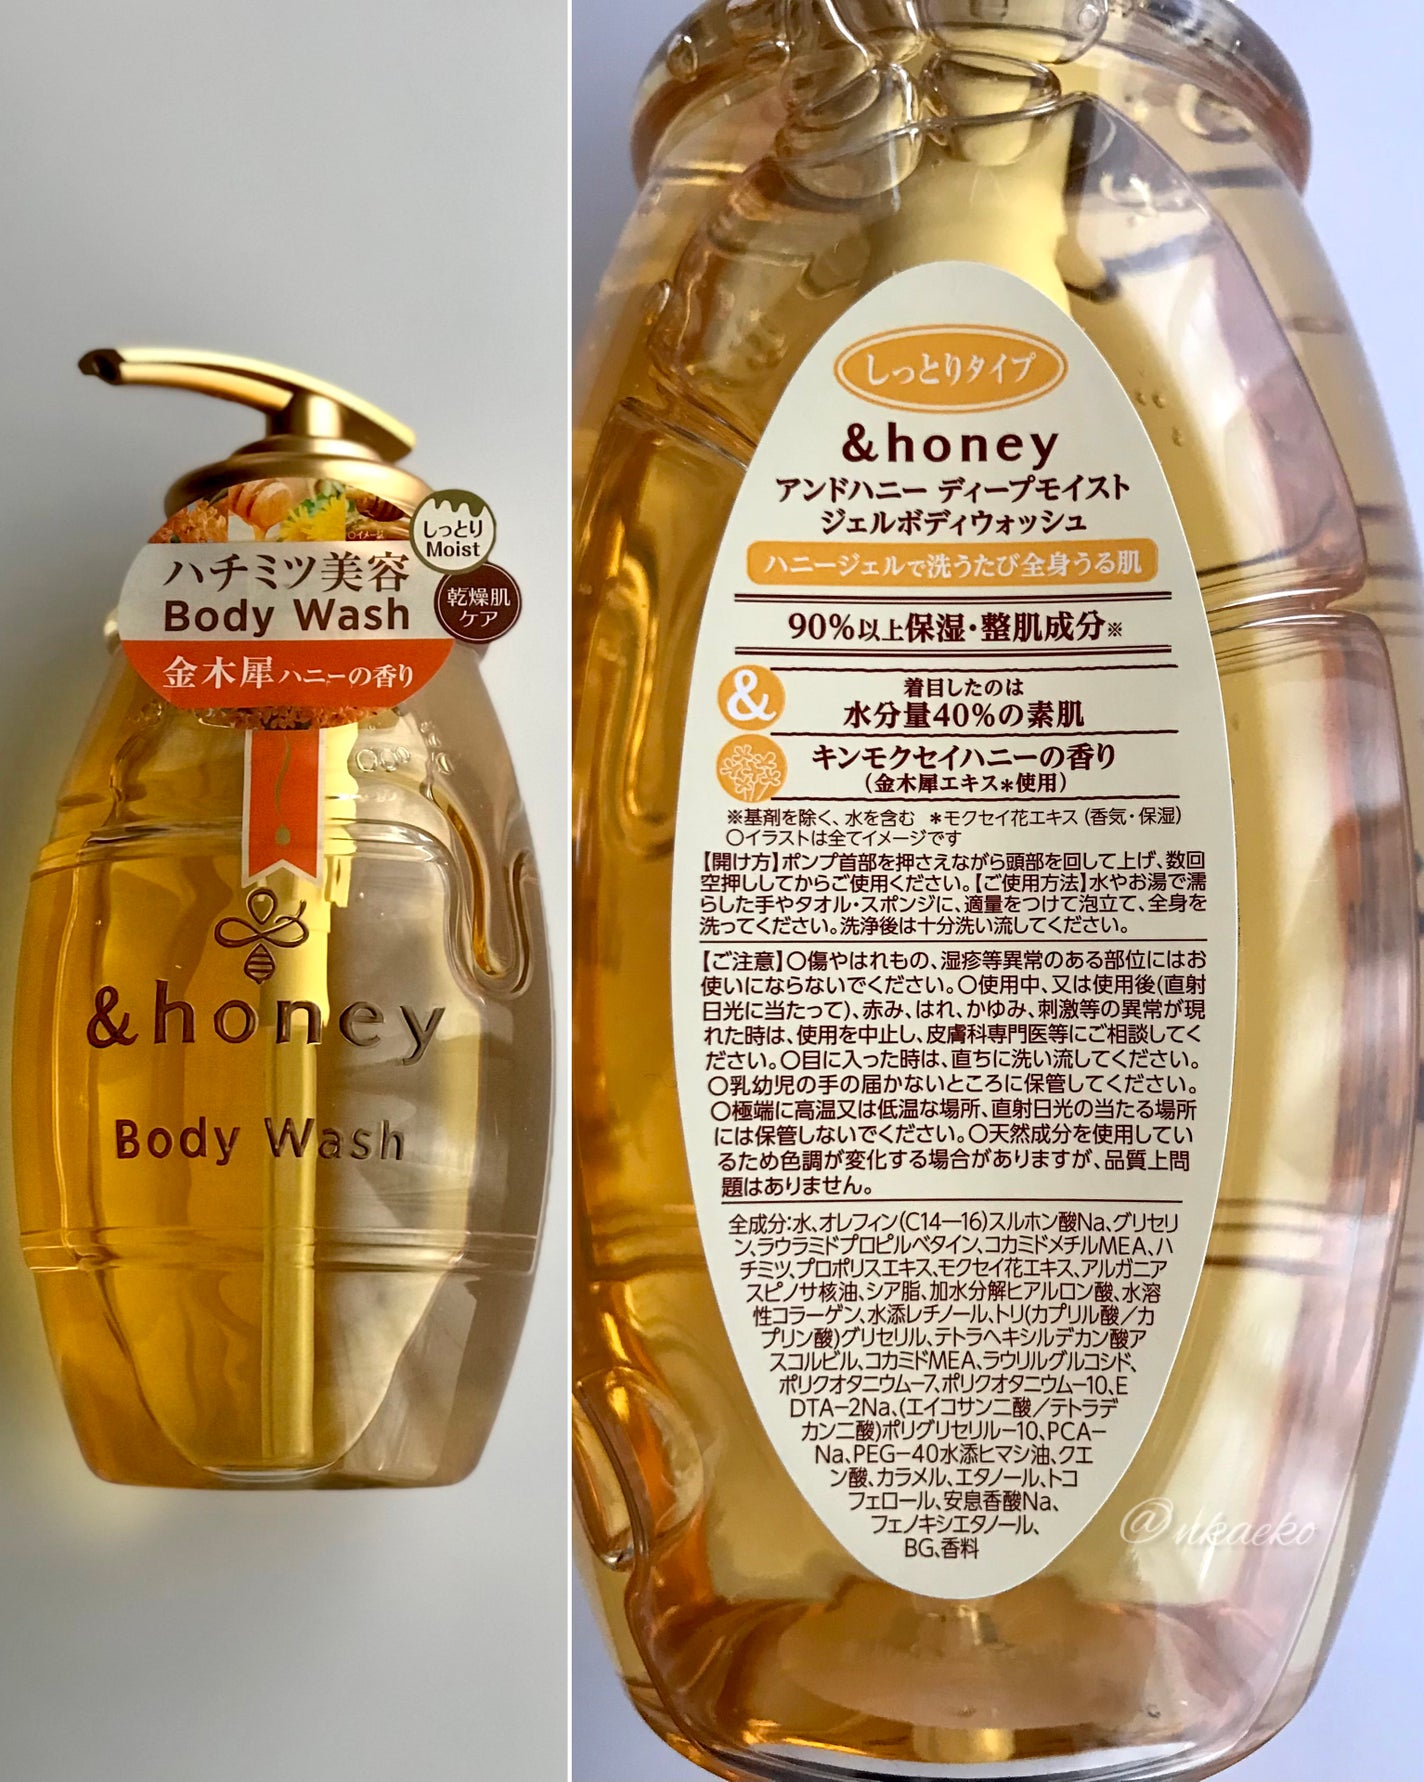 ○イメージ
しっとり
Moist
ハチミツ美容
Body Wash
乾燥肌
ケア
金木犀ハニーの香り
&honey
Body Wash
しっとりタイプ
&honey
アンドハニー ディープモイスト
ジェルボディウォッシュ
ハニージェルで洗うたび全身うる肌
90%以上保湿・整肌成分※
&
着目したのは
水分量40%の素肌
キンモクセイハニーの香り
(金木犀エキス*使用)
※基剤を除く、水を含む *モクセイ花エキス(香気・保湿)
○イラストは全てイメージです
【開け方】ポンプ首部を押さえながら頭部を回して上げ、数回
空押ししてからご使用ください。【ご使用方法】水やお湯で濡
らした手やタオル・スポンジに、適量をつけて泡立て、全身を
洗ってください。洗浄後は十分洗い流してください。
【ご注意】○傷やはれもの、湿疹等異常のある部位にはお
使いにならないでください。○使用中、又は使用後(直射
日光に当たって)、赤み、はれ、かゆみ、刺激等の異常が現
れた時は、使用を中止し、皮膚科専門医等にご相談してく
ださい。○目に入った時は、直ちに洗い流してください。
○乳幼児の手の届かないところに保管してください。
○極端に高温又は低温な場所、直射日光の当たる場所
には保管しないでください。○天然成分を使用してい
るため色調が変化する場合がありますが、品質上問
題はありません。
全成分:水、オレフィン(C14ー16)スルホン酸Na、グリセリ
ン、ラウラミドプロピルベタイン、コカミドメチルMEA、ハ
チミツ、プロポリスエキス、モクセイ花エキス、アルガニア
スピノサ核油、シア脂、加水分解ヒアルロン酸、水溶
性コラーゲン、水添レチノール、トリ(カプリル酸/カ
プリン酸)グリセリル、テトラヘキシルデカン酸ア
スコルビル、コカミドMEA、ラウリルグルコシド、
ポリクオタニウム-7、ポリクオタニウム-10、E
DTA-2Na、(エイコサン二酸/テトラデ
カン二酸)ポリグリセリル-10、PCA-
Na、PEG-40水添ヒマシ油、クエ
ン酸、カラメル、エタノール、トコ
フェロール、安息香酸Na、
フェノキシエタノール、
BG、香料
@nkaeko